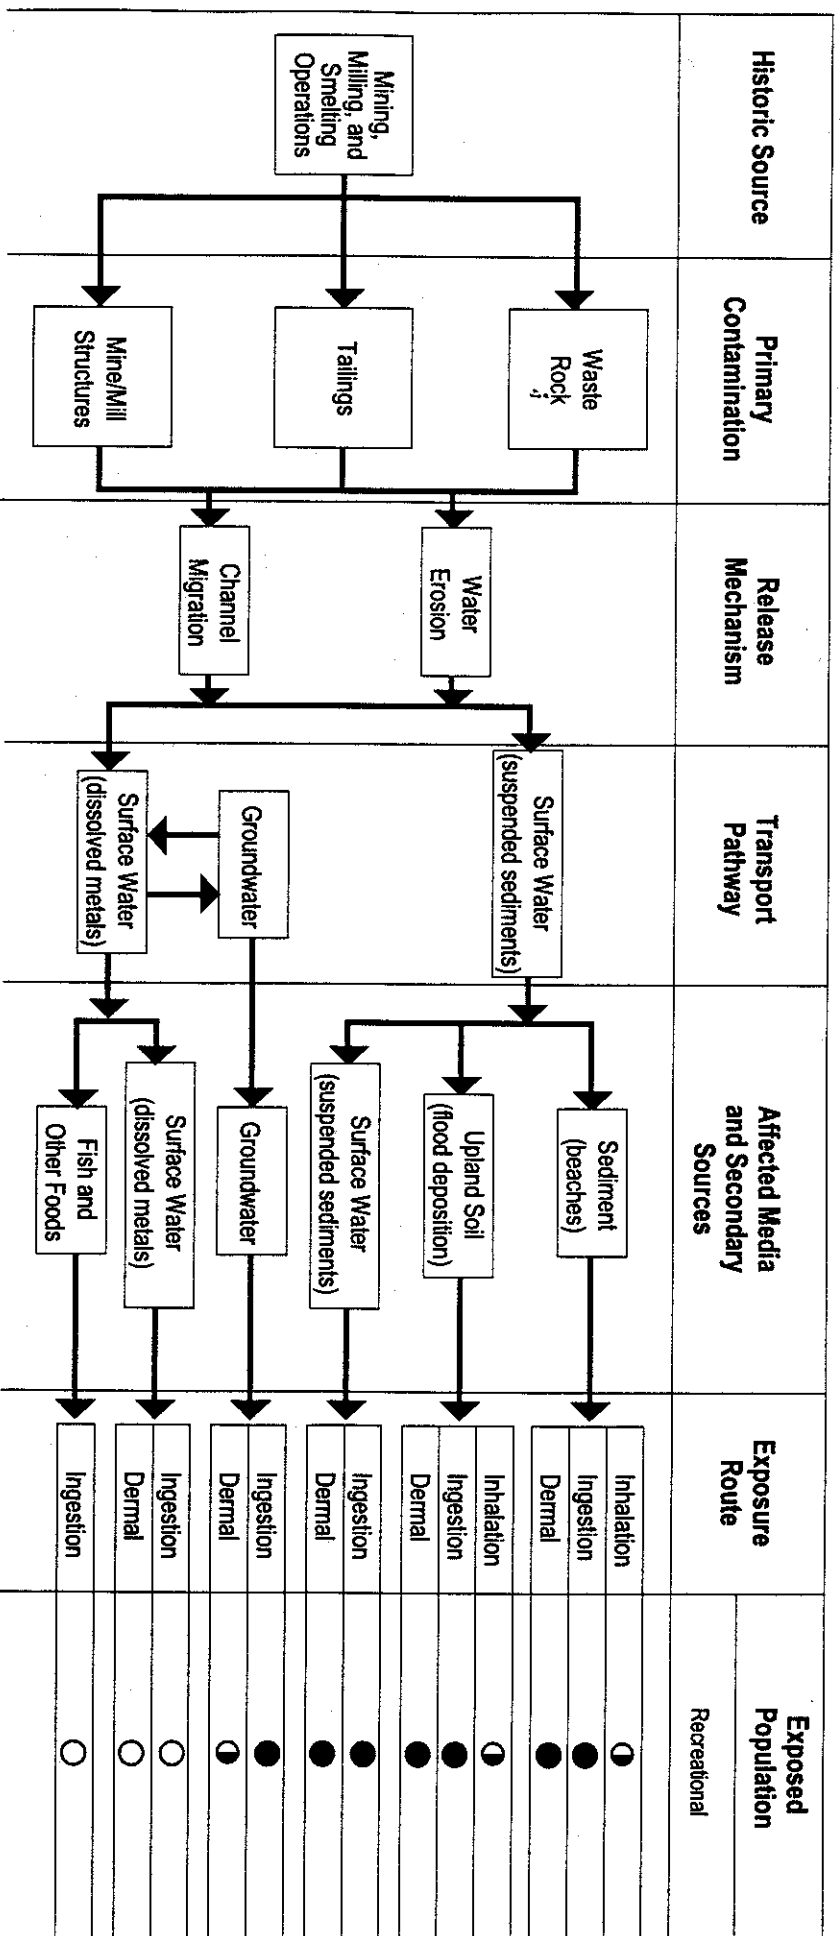 Historic Source
Primary
Contamination
Release
Mechanism
Transport
Pathway
Affected Media
and Secondary
Sources
Exposure
Route
Exposed
Population
Recreational
Mining,
Milling, and
Smelting
Operations
Waste
Rock
Tailings
Mine/Mill
Structures
Water
Erosion
Channel
Migration
Surface Water
(suspended sediments)
Groundwater
Surface Water
(dissolved metals)
Sediment
(beaches)
Upland Soil
(flood deposition)
Surface Water
(suspended sediments)
Groundwater
Surface Water
(dissolved metals)
Fish and
Other Foods
Inhalation
Ingestion
Dermal
Inhalation
Ingestion
Dermal
Ingestion
Dermal
Ingestion
Dermal
Ingestion
Dermal
Ingestion